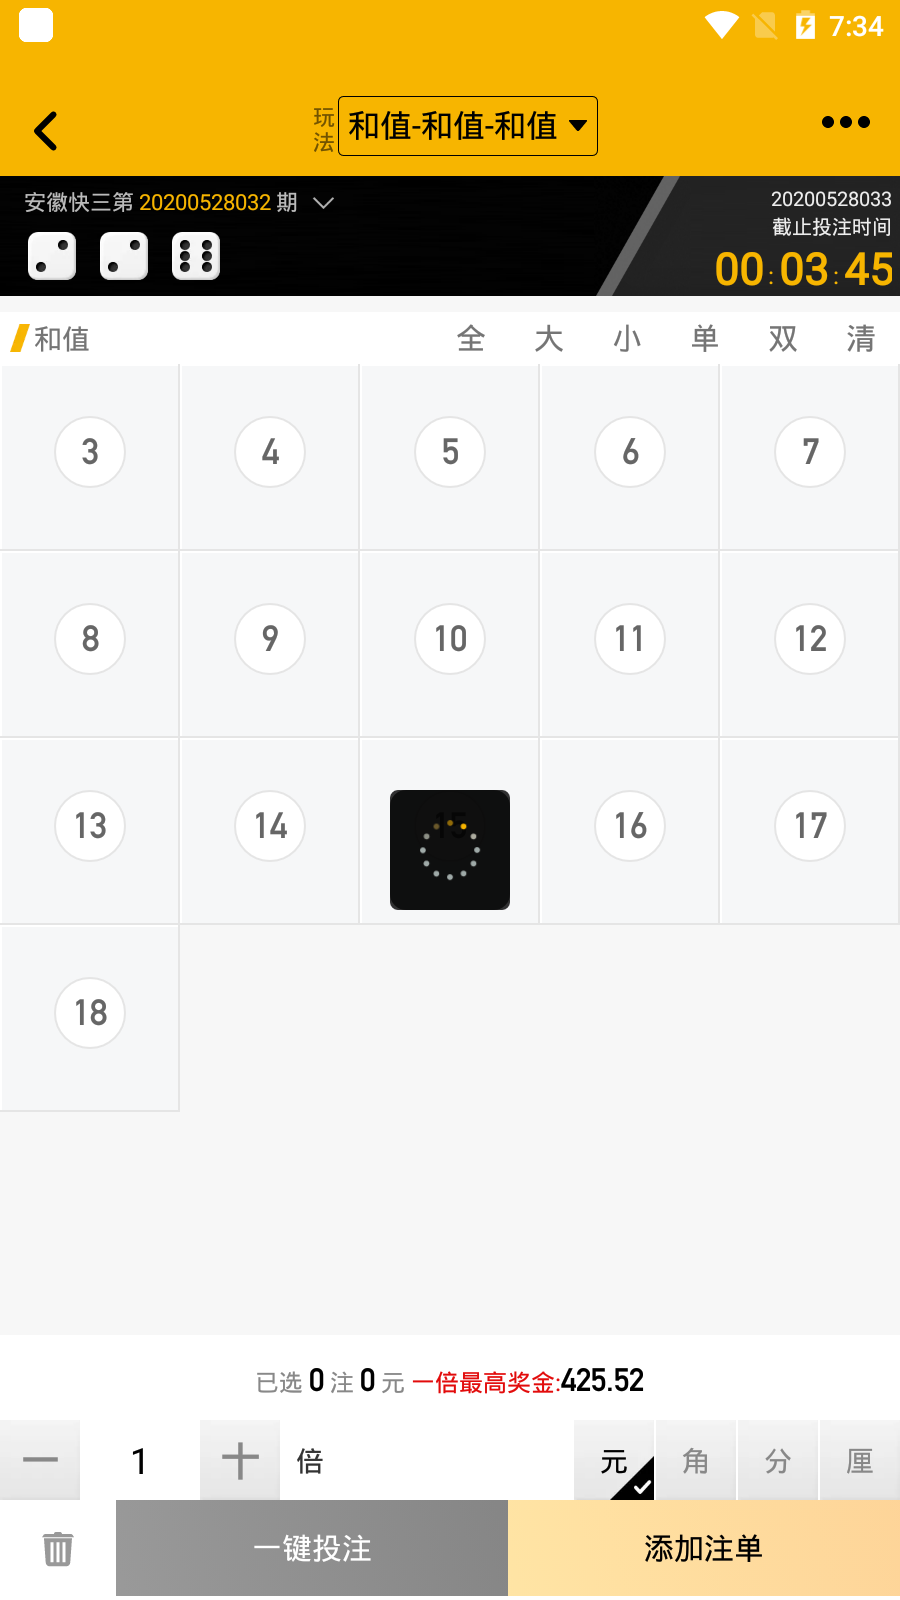 7:34
玩法
和值-和值-和值
安徽快三第 20200528032 期
20200528033
截止投注时间
00:03:45
和值 全 大 小 单 双 清
3 4 5 6 7
8 9 10 11 12
13 14 15 16 17
18
已选 0 注 0 元 一倍最高奖金:425.52
1 倍 元 角 分 厘
一键投注 添加注单